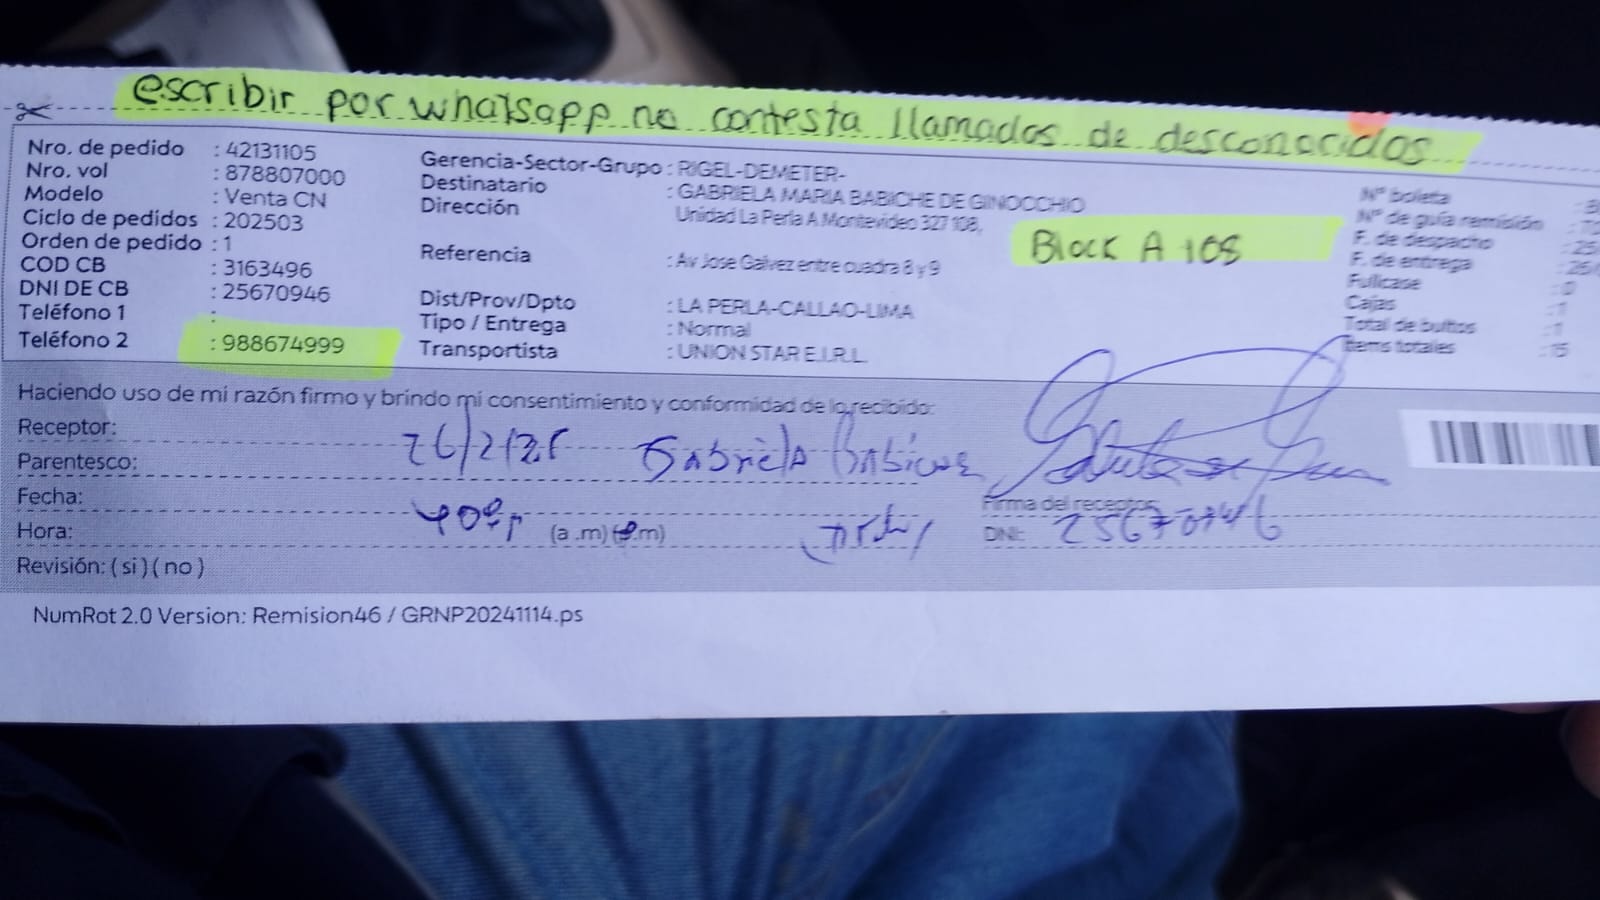 escribir por whatsapp no contesta llamados de desconocidos
Nro. de pedido : 42131105
Nro. vol : 878807000
Modelo : Venta CN
Ciclo de pedidos : 202503
Orden de pedido : 1
COD CB : 3163496
DNI DE CB : 25670946
Teléfono 1 :
Teléfono 2 : 988674999
Gerencia-Sector-Grupo : RIGEL-DEMETER-
Destinatario : GABRIELA MARIA BABICHE DE GINOCCHIO
Dirección Unidad La Perla A Montevideo 327 108,
Block A 108
Referencia : Av Jose Galvez entre cuadra 8 y 9
Dist/Prov/Dpto : LA PERLA-CALLAO-LIMA
Tipo / Entrega : Normal
Transportista : UNION STAR E.I.R.L.
N° boleta
N° de guía remisión
F. de despacho
F. de entrega
Fullcase : 0
Cajas : 1
Total de bultos : 1
Items totales : 15
Haciendo uso de mi razón firmo y brindo mi consentimiento y conformidad de lo recibido:
Receptor:
Parentesco: Gabriela
Fecha:
Firma del receptor
Hora: (a .m) (p.m)
DNI:
Revisión: ( si ) ( no )
NumRot 2.0 Version: Remision46 / GRNP20241114.ps